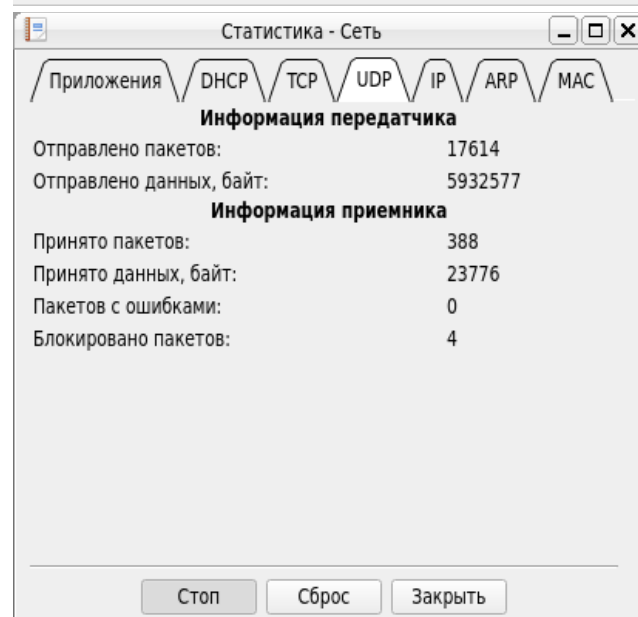 Статистика - Сеть
Приложения DHCP TCP UDP IP ARP MAC
Информация передатчика
Отправлено пакетов: 17614
Отправлено данных, байт: 5932577
Информация приемника
Принято пакетов: 388
Принято данных, байт: 23776
Пакетов с ошибками: 0
Блокировано пакетов: 4
Стоп Сброс Закрыть